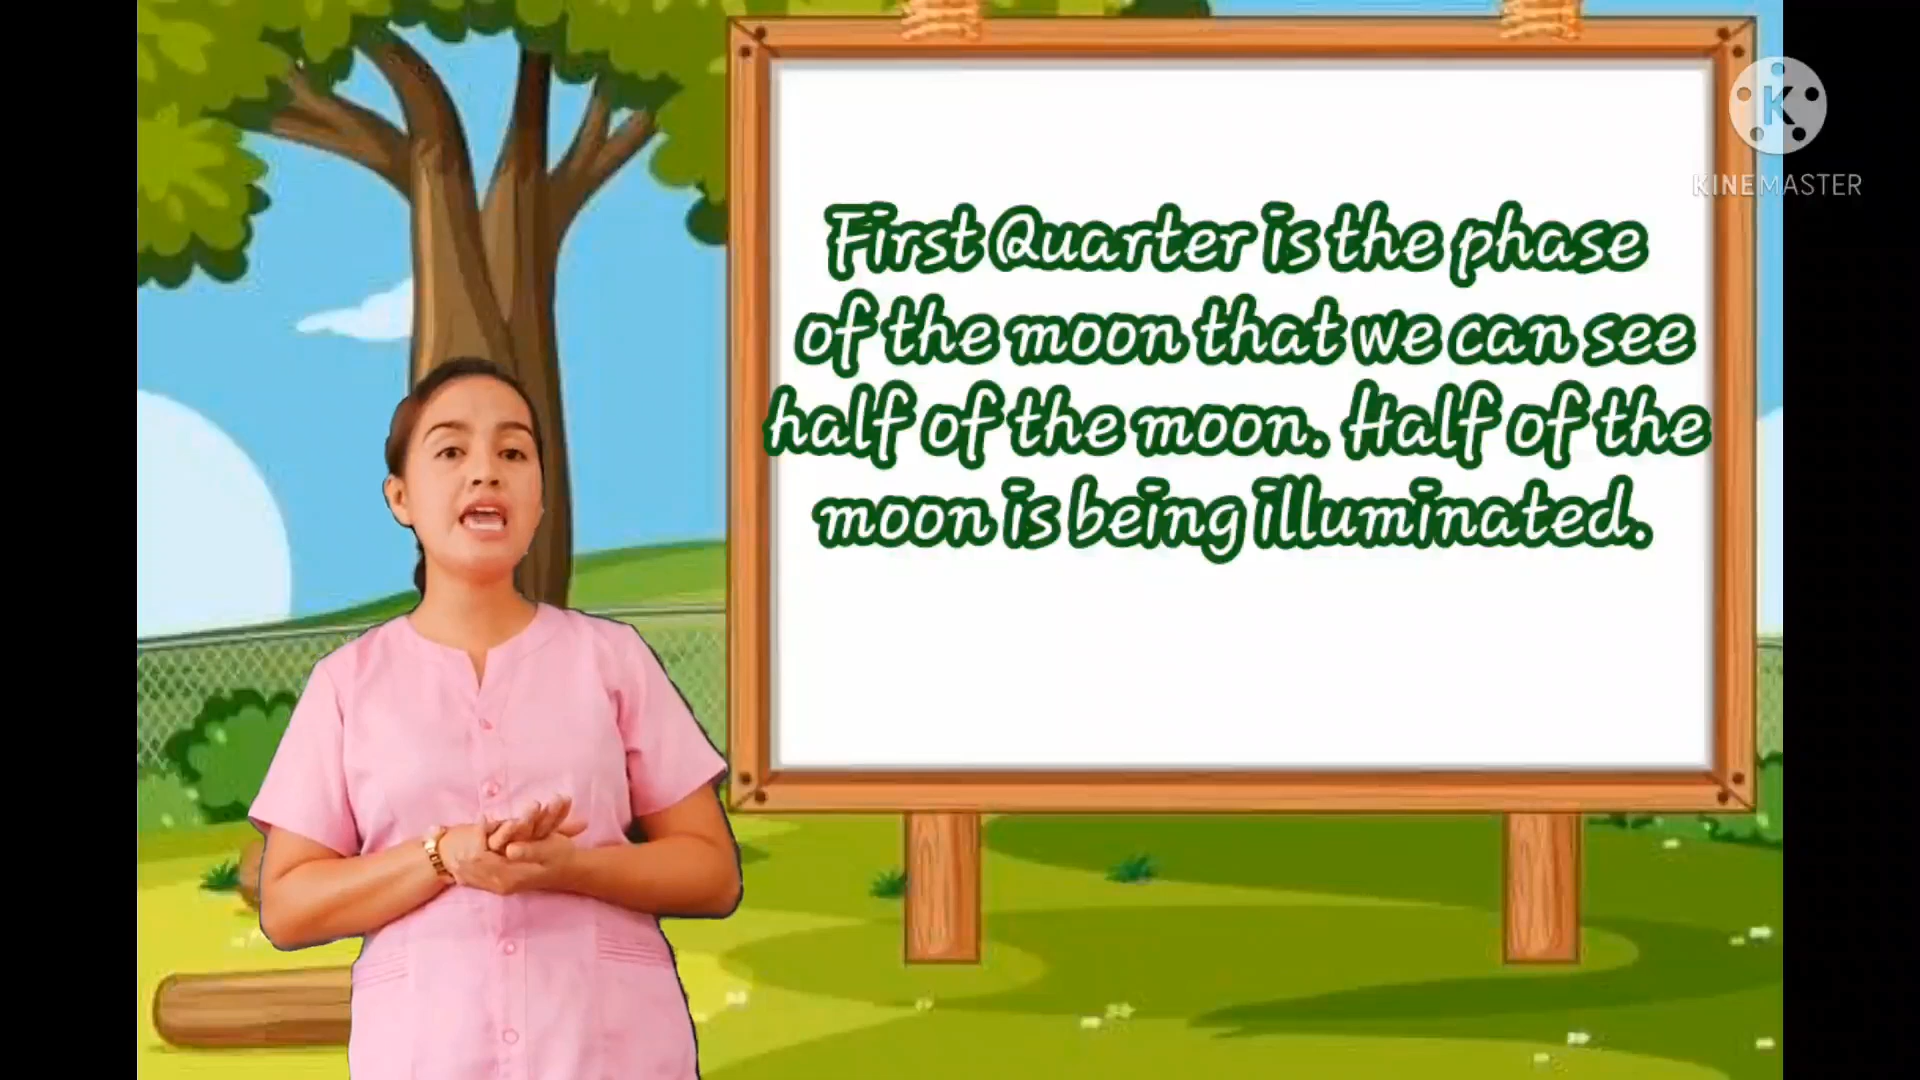 First Quarter is the phase
of the moon that we can see
half of the moon. Half of the
moon is being illuminated.
K
KINEMASTER